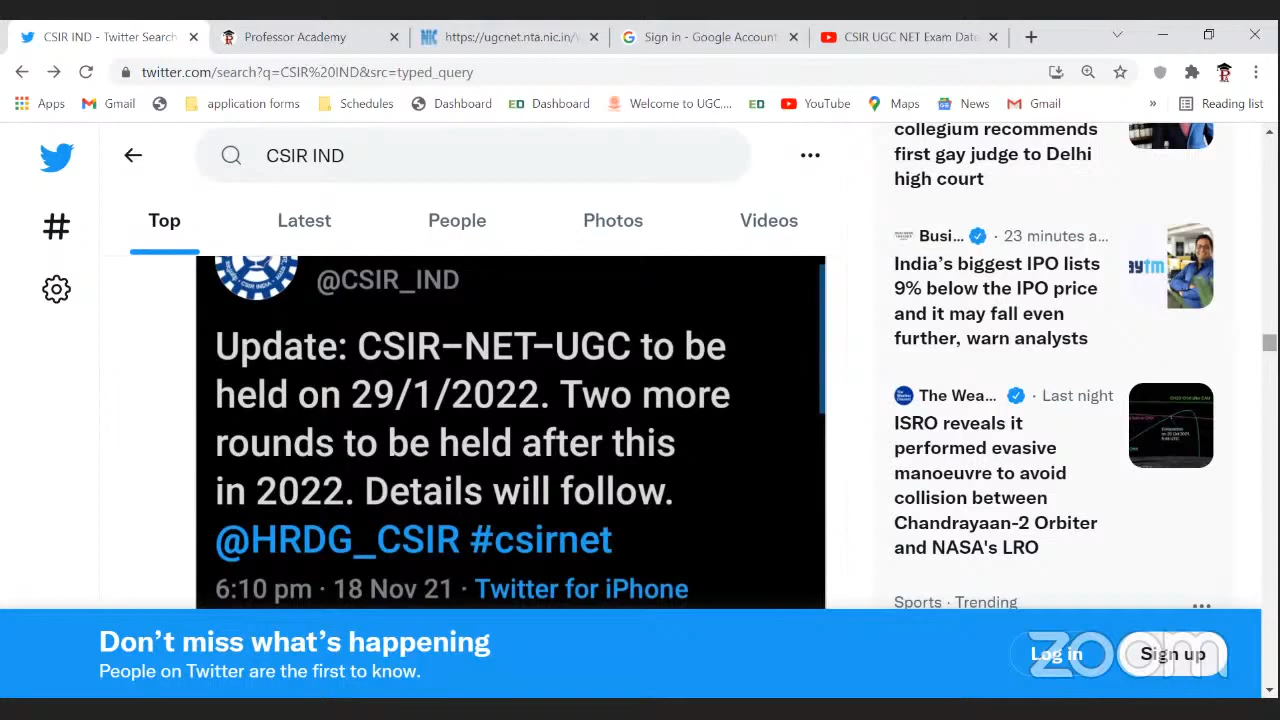 CSIR IND - Twitter Search
Professor Academy
NIC
https://ugcnet.nta.nic.in/
Sign in - Google Account
CSIR UGC NET Exam Date
twitter.com/search?q=CSIR%20IND&src=typed_query
Apps
Gmail
application forms
Schedules
Dashboard
ED Dashboard
Welcome to UGC,...
ED
YouTube
Maps
News
Gmail
»
Reading list
CSIR IND
Top
Latest
People
Photos
Videos
@CSIR_IND
Update: CSIR–NET–UGC to be
held on 29/1/2022. Two more
rounds to be held after this
in 2022. Details will follow.
@HRDG_CSIR #csirnet
6:10 pm · 18 Nov 21 · Twitter for iPhone
collegium recommends
first gay judge to Delhi
high court
Busi... · 23 minutes a...
India's biggest IPO lists
9% below the IPO price
and it may fall even
further, warn analysts
aytm
The Wea... · Last night
ISRO reveals it
performed evasive
manoeuvre to avoid
collision between
Chandrayaan-2 Orbiter
and NASA's LRO
Sports · Trending
Don't miss what's happening
People on Twitter are the first to know.
Log in
Sign up
zoom